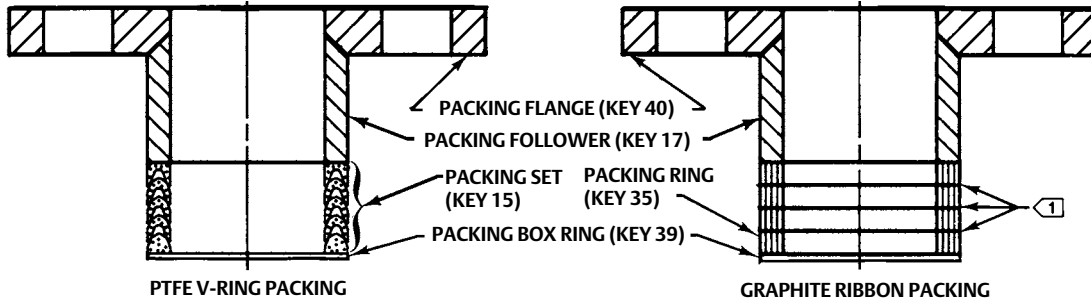 PACKING FLANGE (KEY 40)
PACKING FOLLOWER (KEY 17)
PACKING SET
(KEY 15)
PACKING RING
(KEY 35)
1
PACKING BOX RING (KEY 39)
PTFE V-RING PACKING
GRAPHITE RIBBON PACKING